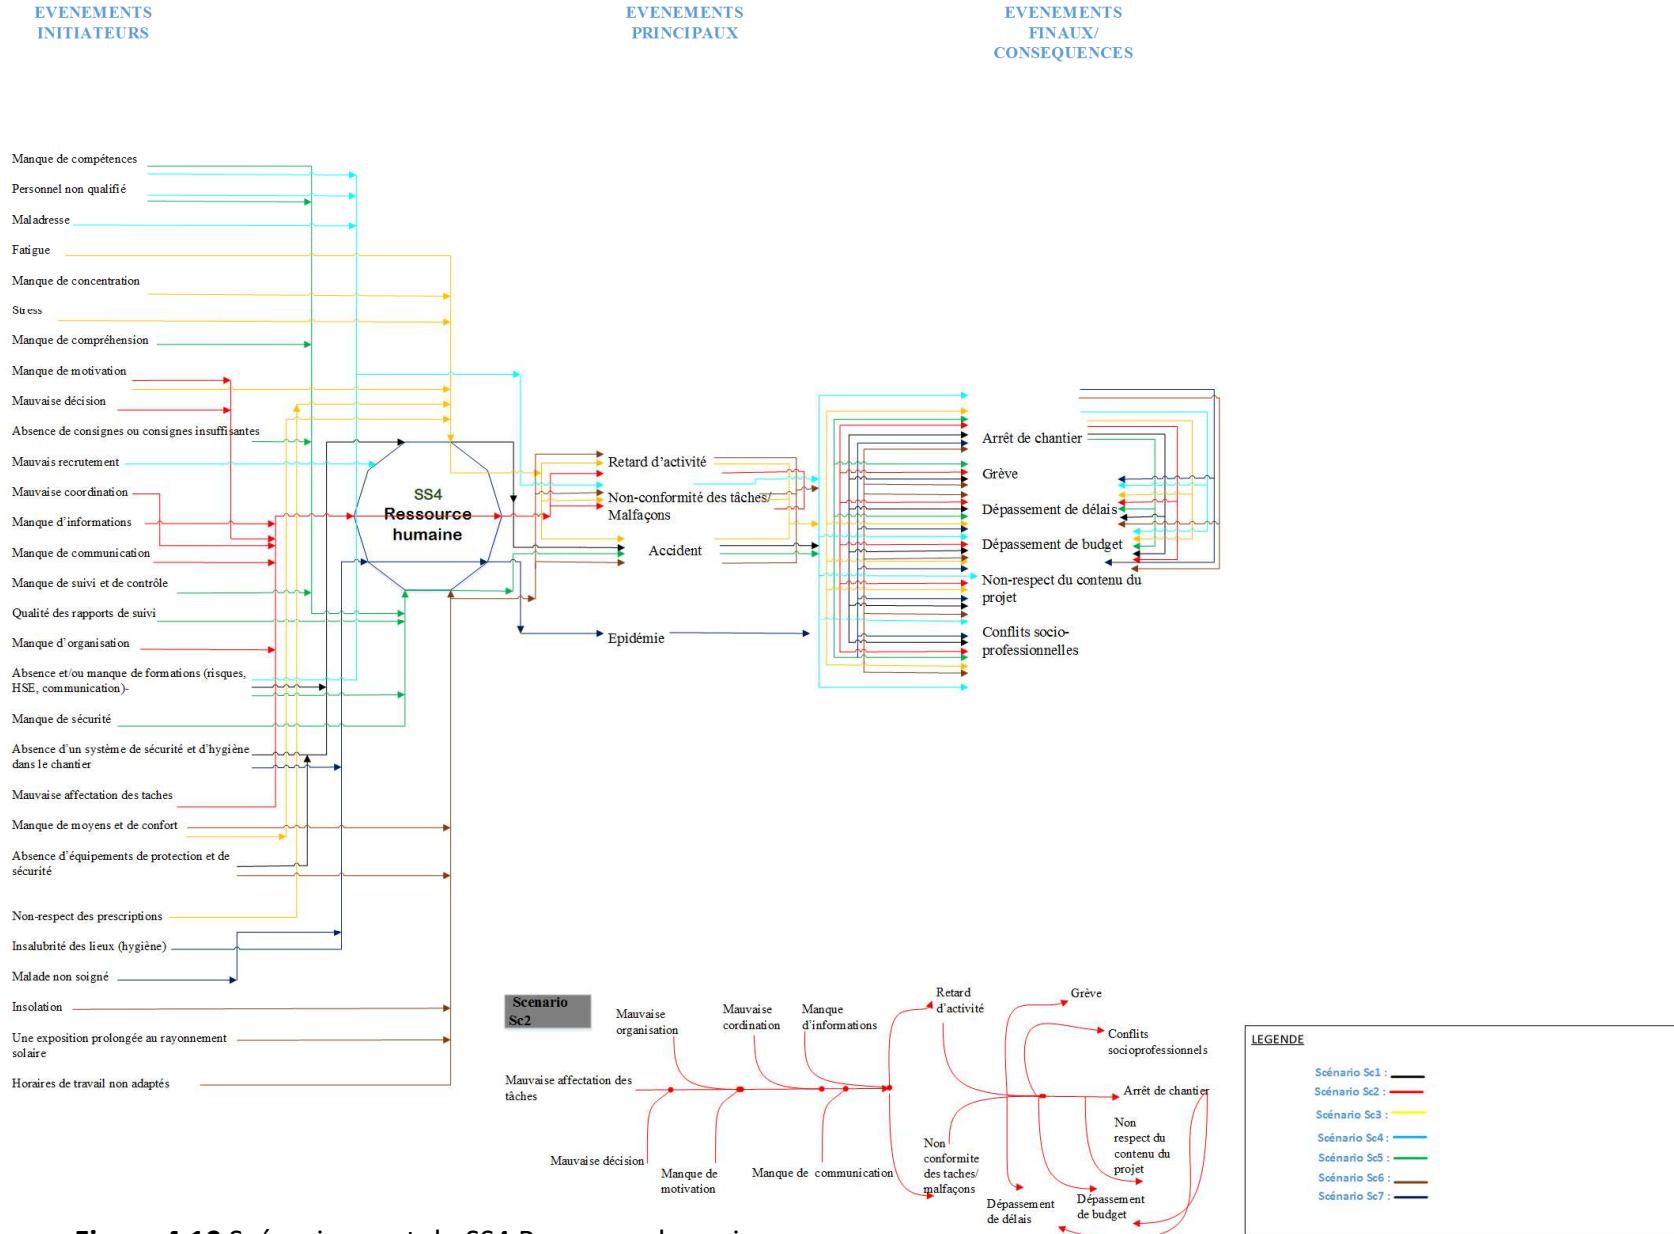 EVENEMENTS
INITIATEURS
EVENEMENTS
PRINCIPAUX
EVENEMENTS
FINAUX/
CONSEQUENCES
Manque de compétences
Personnel non qualifié
Maladresse
Fatigue
Manque de concentration
Stress
Manque de compréhension
Manque de motivation
Mauvaise décision
Absence de consignes ou consignes insuffisantes
Mauvais recrutement
Mauvaise coordination
Manque d'informations
Manque de communication
Manque de suivi et de contrôle
Qualité des rapports de suivi
Manque d'organisation
Absence et/ou manque de formations (risques,
HSE, communication)-
Manque de sécurité
Absence d'un système de sécurité et d'hygiène
dans le chantier
Mauvaise affectation des taches
Manque de moyens et de confort
Absence d'équipements de protection et de
sécurité
Non-respect des prescriptions
Insalubrité des lieux (hygiène)
Malade non soigné
Insolation
Une exposition prolongée au rayonnement
solaire
Horaires de travail non adaptés
SS4
Ressource
humaine
Retard d'activité
Non-conformité des tâches/
Malfaçons
Accident
Epidémie
Arrêt de chantier
Grève
Dépassement de délais
Dépassement de budget
Non-respect du contenu du
projet
Conflits socio-
professionnelles
Scenario
Sc2
Mauvaise
organisation
Mauvaise
cordination
Manque
d'informations
Retard
d'activité
Grève
Conflits
socioprofessionnels
Mauvaise affectation des
tâches
Arrêt de chantier
Mauvaise décision
Manque de
motivation
Manque de communication
Non
conformite
des taches/
malfaçons
Non
respect du
contenu du
projet
Dépassement
de délais
Dépassement
de budget
LEGENDE
Scénario Sc1 :
Scénario Sc2 :
Scénario Sc3 :
Scénario Sc4 :
Scénario Sc5 :
Scénario Sc6 :
Scénario Sc7 :